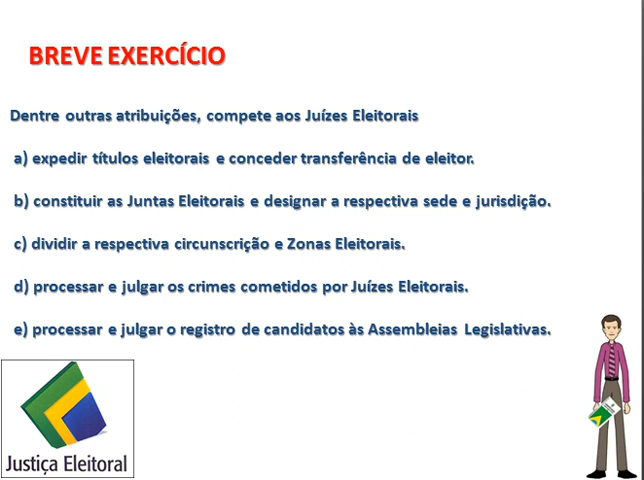 BREVE EXERCÍCIO
Dentre outras atribuições, compete aos Juízes Eleitorais
a) expedir títulos eleitorais e conceder transferência de eleitor.
b) constituir as Juntas Eleitorais e designar a respectiva sede e jurisdição.
c) dividir a respectiva circunscrição e Zonas Eleitorais.
d) processar e julgar os crimes cometidos por Juízes Eleitorais.
e) processar e julgar o registro de candidatos às Assembleias Legislativas.
Justiça Eleitoral